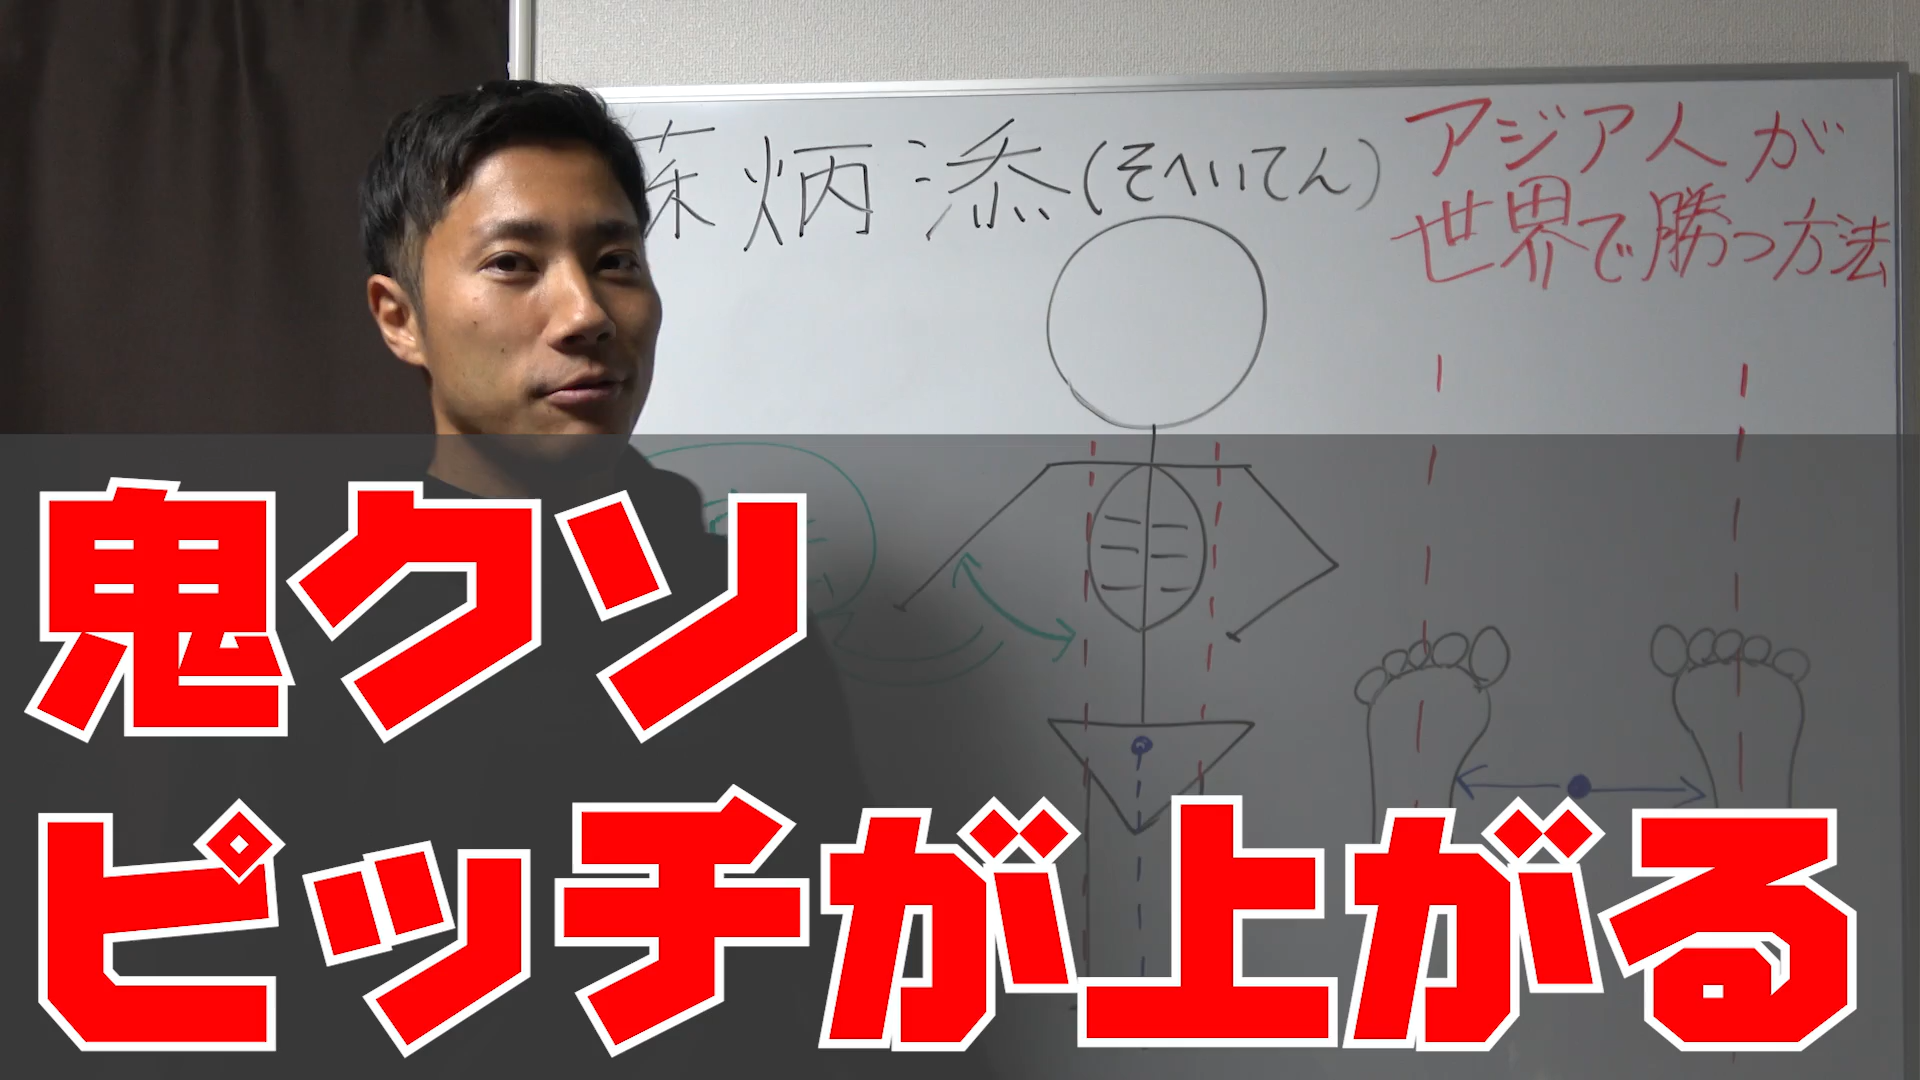 蘇炳添(そへいてん)
アジア人が
世界で勝つ方法
鬼クソ
ピッチが上がる